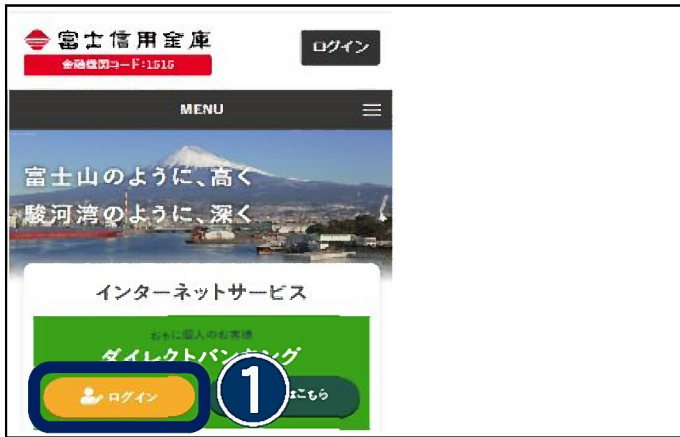 富士信用金庫
ログイン
金融機関コード:1515
MENU
富士山のように、高く
駿河湾のように、深く
インターネットサービス
おもに個人のお客様
ダイレクトバンキング
ログイン
①
はこちら